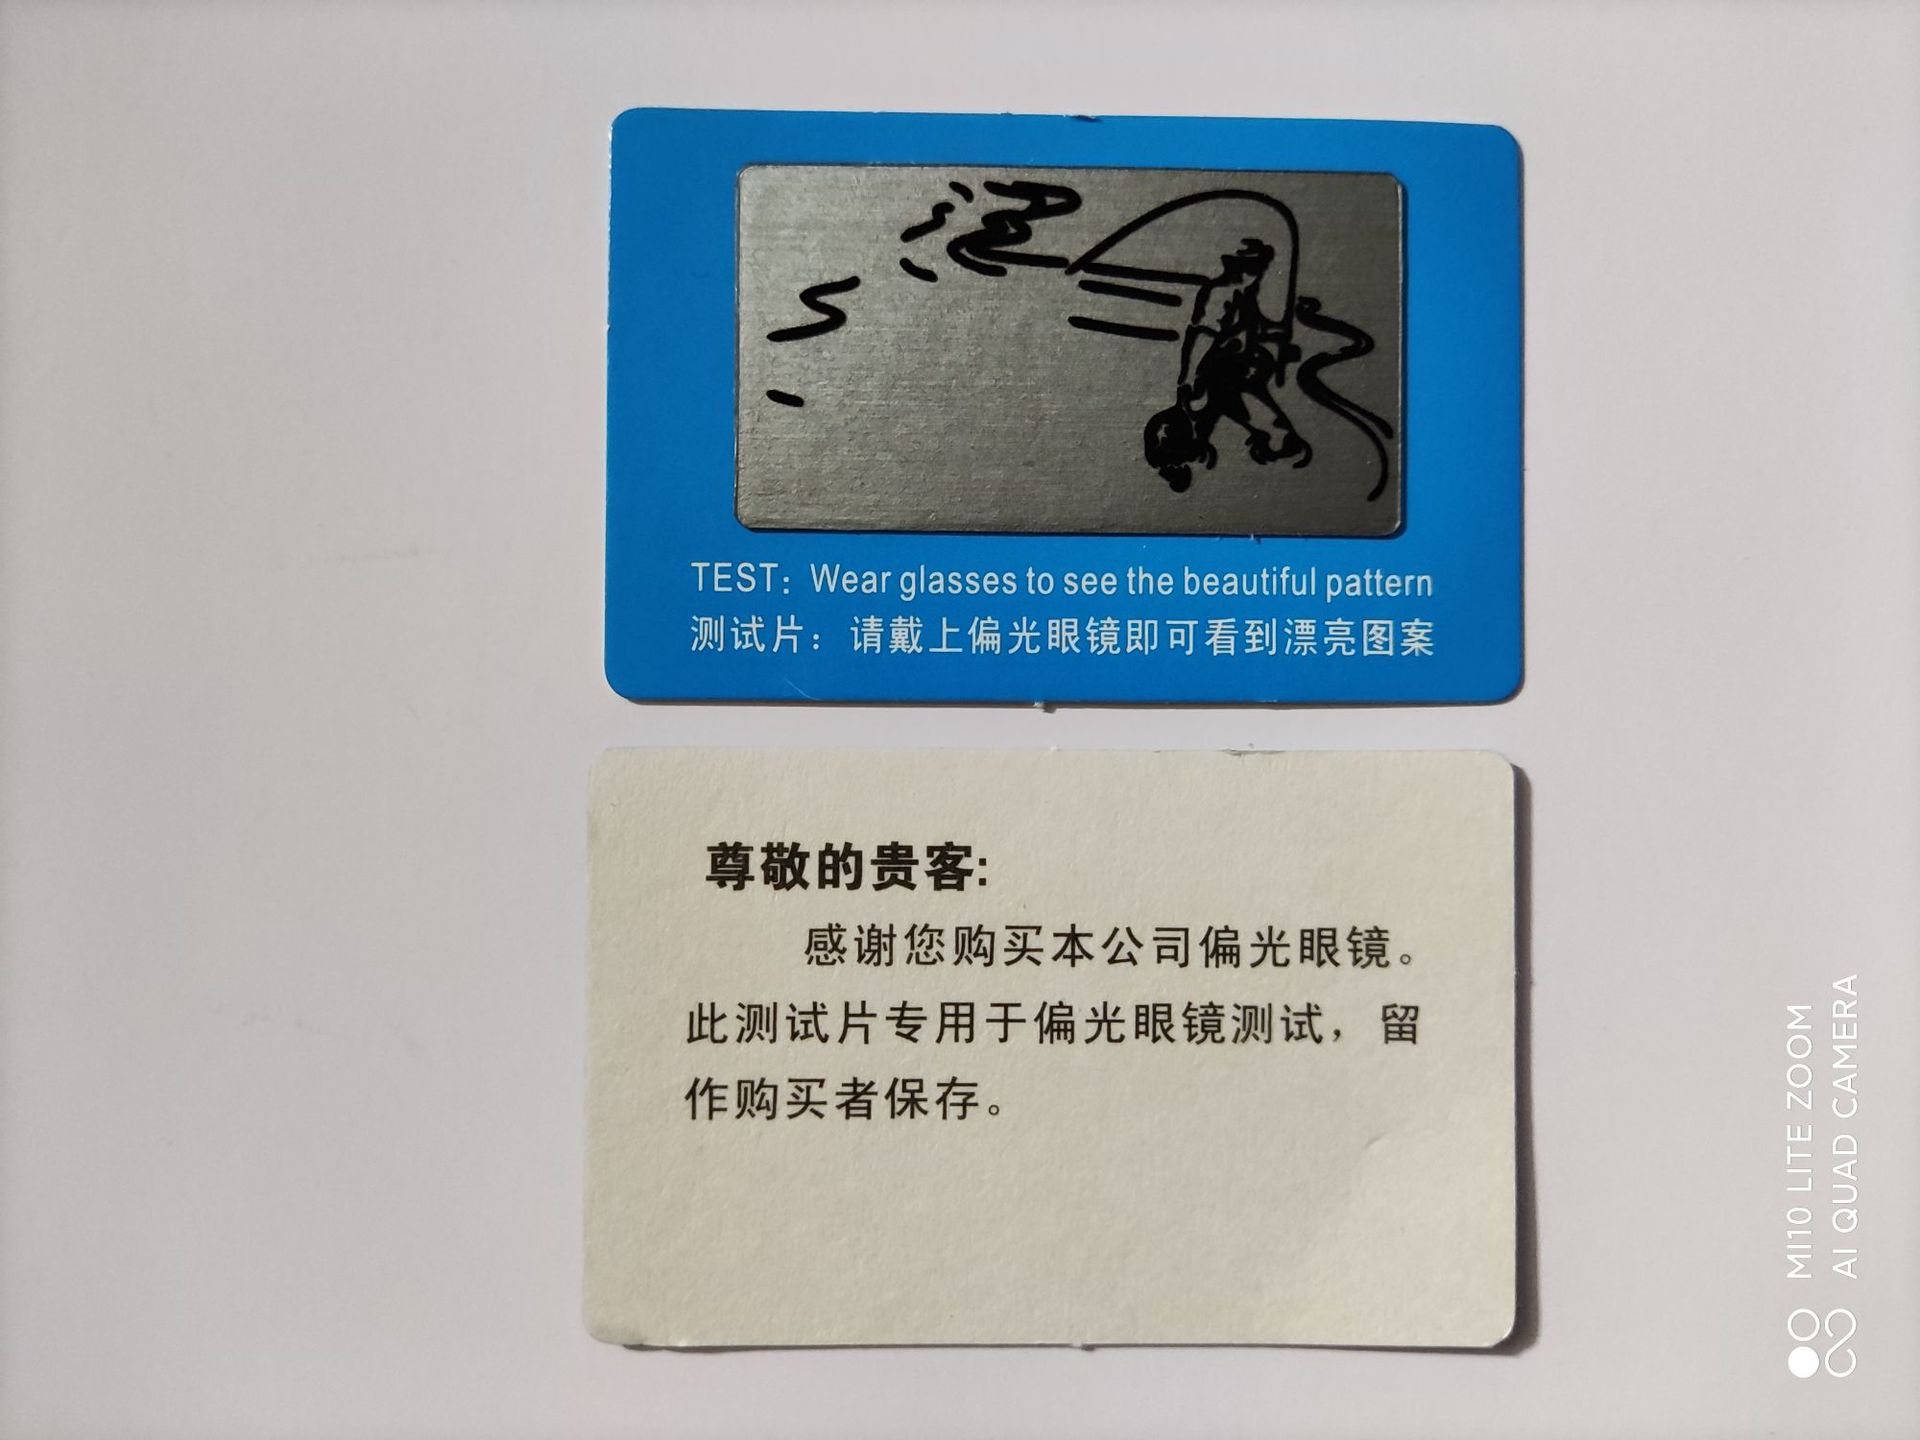 TEST: Wear glasses to see the beautiful pattern
测试片：请戴上偏光眼镜即可看到漂亮图案
尊敬的贵客:
感谢您购买本公司偏光眼镜。
此测试片专用于偏光眼镜测试，留
作购买者保存。
MI10 LITE ZOOM
AI QUAD CAMERA